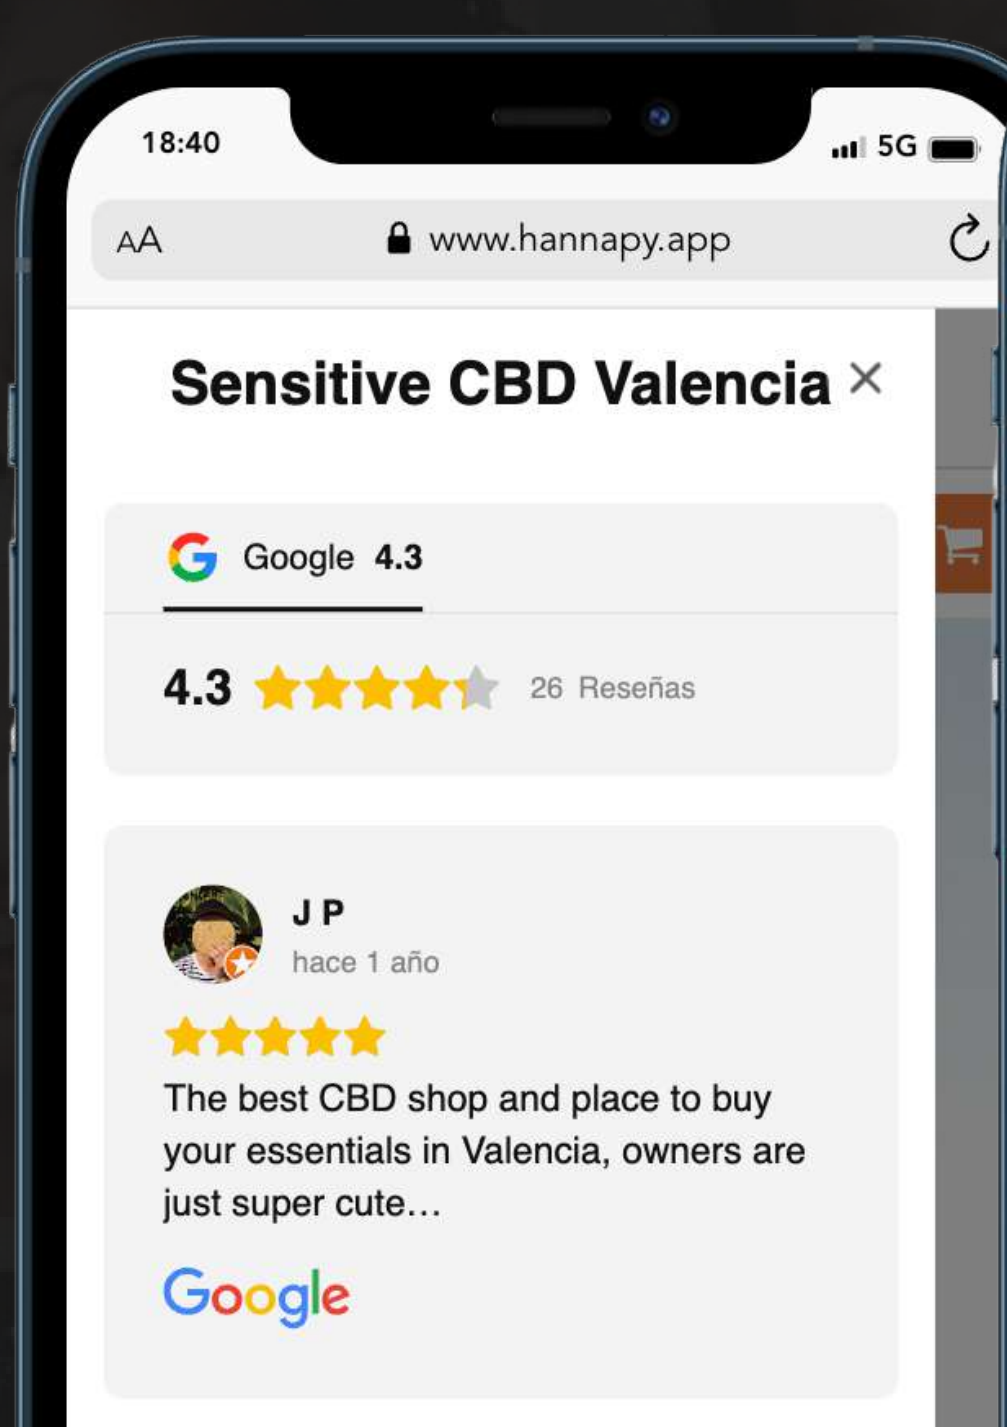 18:40
5G
AA
www.hannapy.app
Sensitive CBD Valencia ×
Google 4.3
4.3
26 Reseñas
J P
hace 1 año
The best CBD shop and place to buy
your essentials in Valencia, owners are
just super cute...
Google